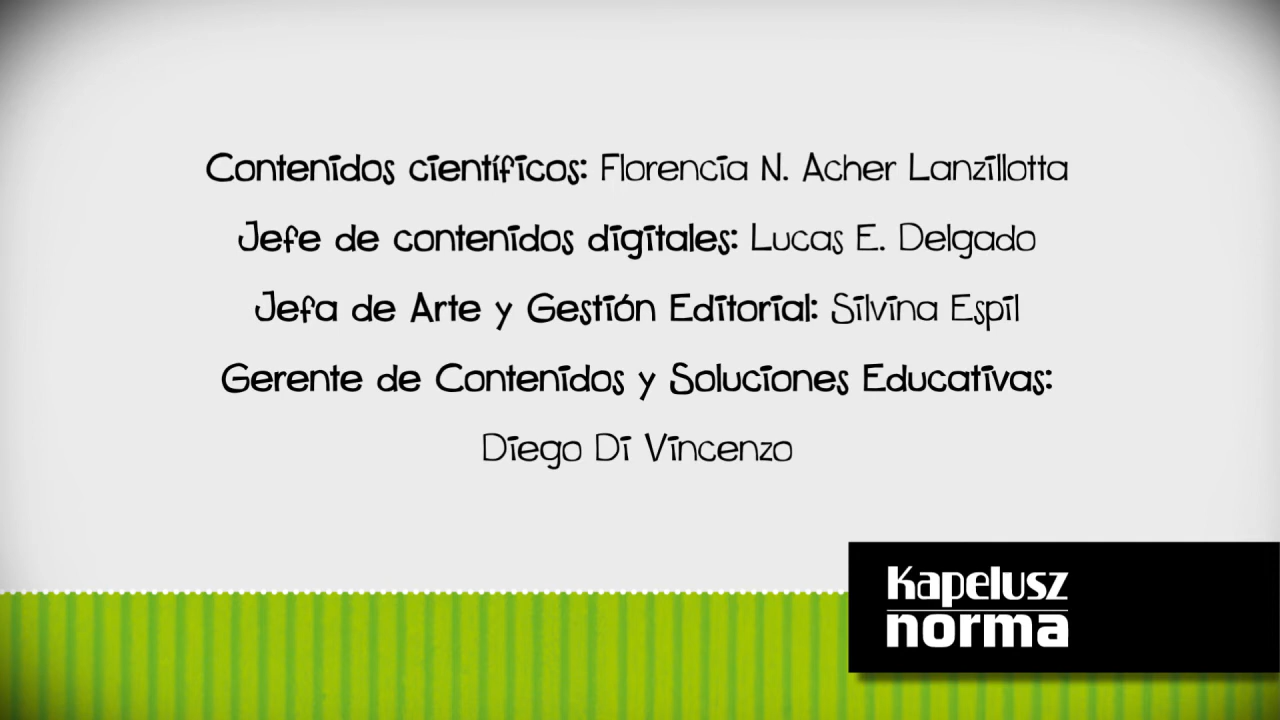 Contenidos científicos: Florencia N. Acher Lanzillotta
Jefe de contenidos digitales: Lucas E. Delgado
Jefa de Arte y Gestión Editorial: Silvina Espil
Gerente de Contenidos y Soluciones Educativas:
Diego Di Vincenzo
Kapelusz
norma